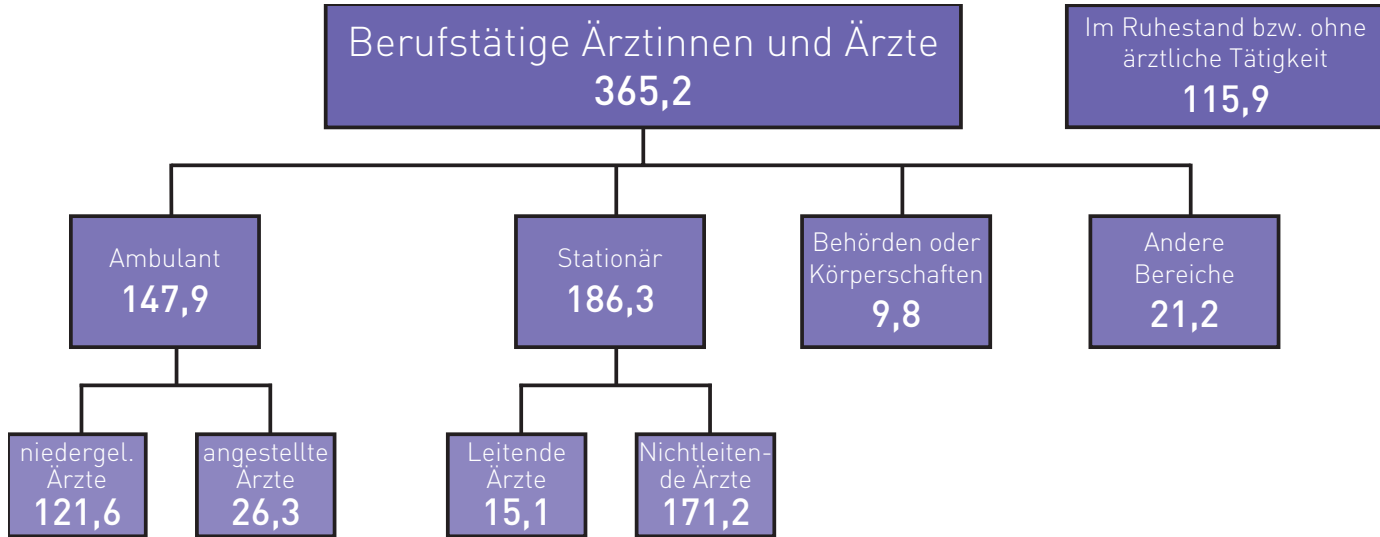 Berufstätige Ärztinnen und Ärzte
365,2
Im Ruhestand bzw. ohne
ärztliche Tätigkeit
115,9
Ambulant
147,9
Stationär
186,3
Behörden oder
Körperschaften
9,8
Andere
Bereiche
21,2
niedergel.
Ärzte
121,6
angestellte
Ärzte
26,3
Leitende
Ärzte
15,1
Nichtleiten-
de Ärzte
171,2